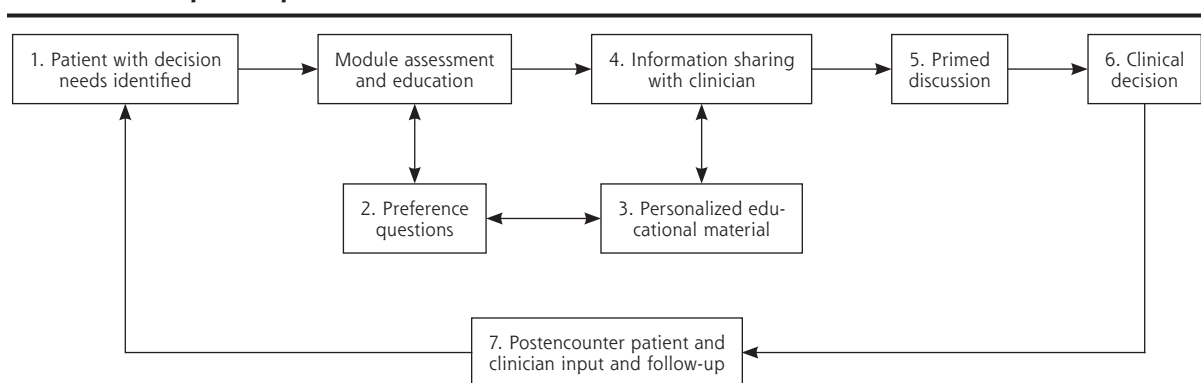 1. Patient with decision
needs identified
Module assessment
and education
4. Information sharing
with clinician
5. Primed
discussion
6. Clinical
decision
2. Preference
questions
3. Personalized edu-
cational material
7. Postencounter patient and
clinician input and follow-up